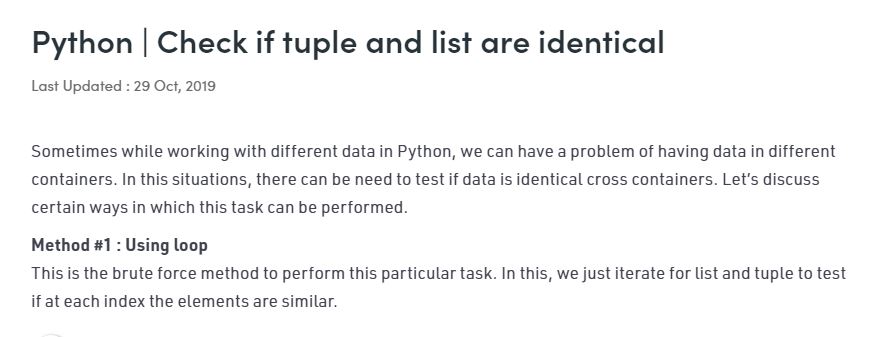 Python | Check if tuple and list are identical
Last Updated : 29 Oct, 2019
Sometimes while working with different data in Python, we can have a problem of having data in different
containers. In this situations, there can be need to test if data is identical cross containers. Let’s discuss
certain ways in which this task can be performed.
Method #1 : Using loop
This is the brute force method to perform this particular task. In this, we just iterate for list and tuple to test
if at each index the elements are similar.